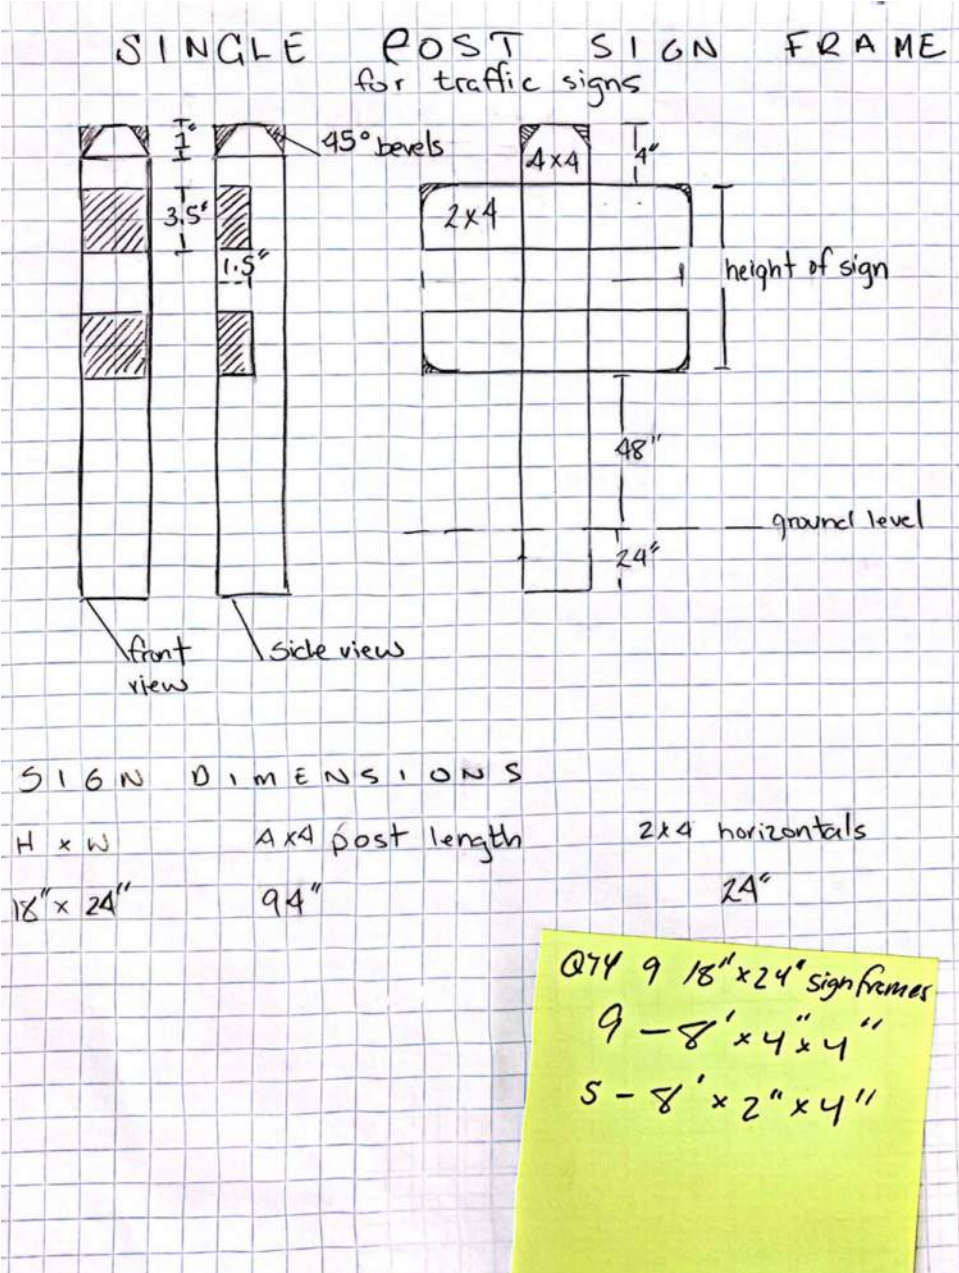 SINGLE POST SIGN FRAME
for traffic signs
1"
45° bevels
4x4
4"
3.5"
2x4
1.5"
height of sign
48"
ground level
24"
front
view
side view
SIGN DIMENSIONS
H x W
4x4 post length
2x4 horizontals
18" x 24"
94"
24"
QTY 9 18"x24" sign frames
9 - 8' x 4" x 4"
5 - 8' x 2" x 4"